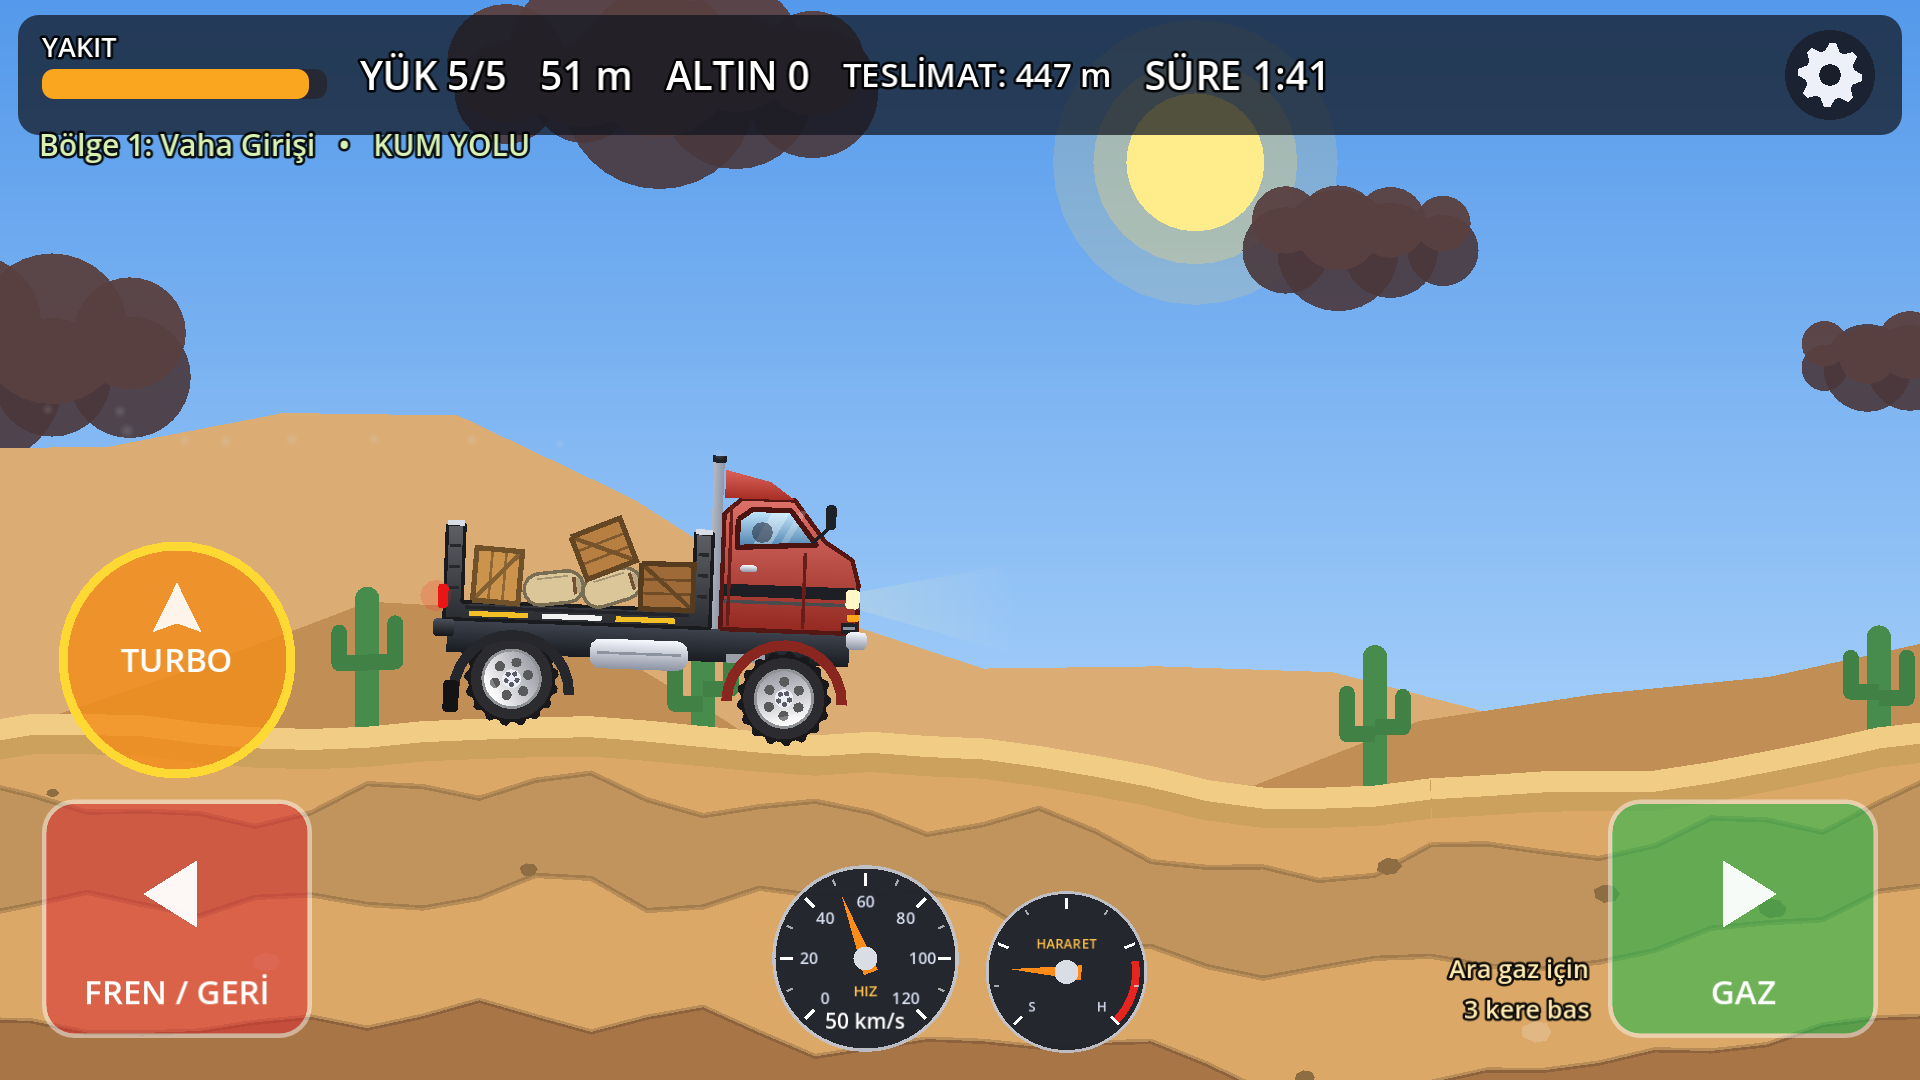 YAKIT
YÜK 5/5 51 m ALTIN 0 TESLİMAT: 447 m SÜRE 1:41
Bölge 1: Vaha Girişi • KUM YOLU
TURBO
FREN / GERİ
0 20 40 60 80 100 120
HIZ
50 km/s
HARARET
S H
Ara gaz için
3 kere bas
GAZ